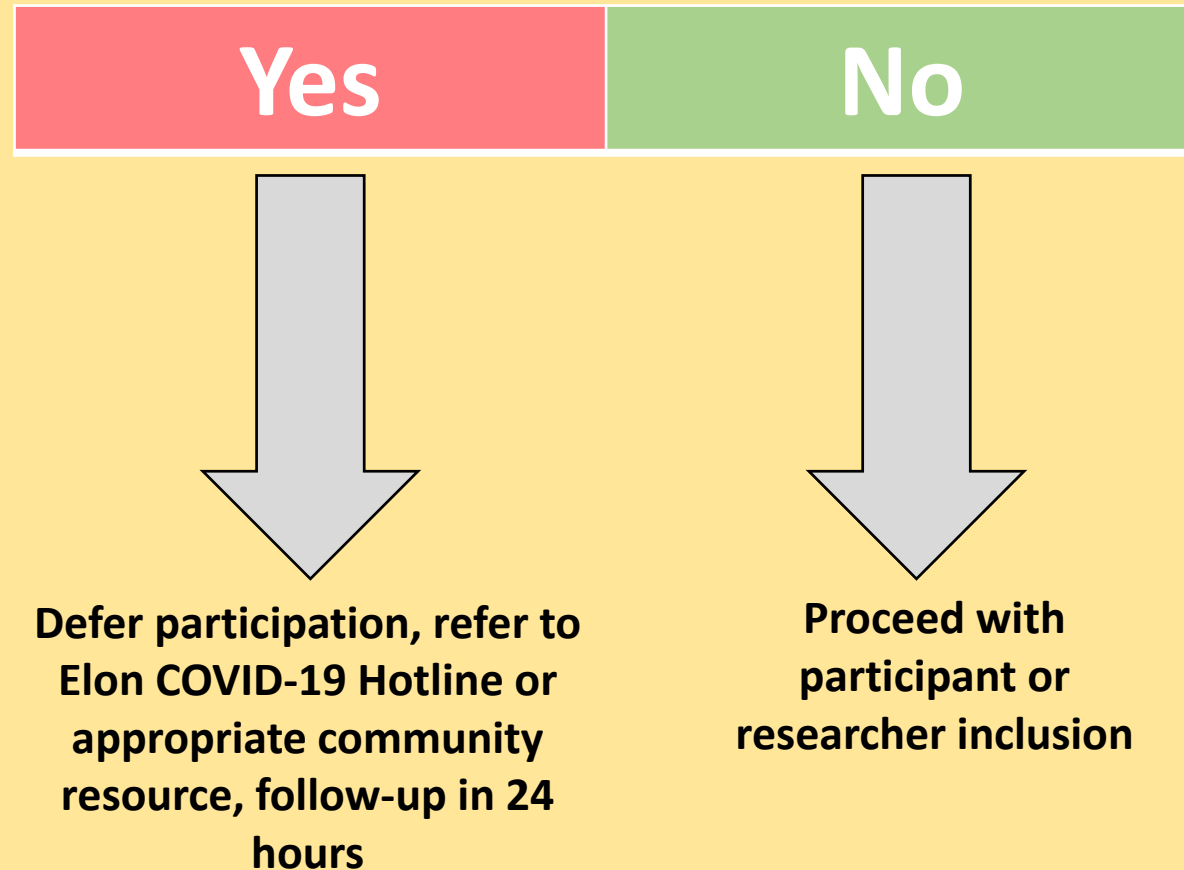 Yes
No
Defer participation, refer to
Elon COVID-19 Hotline or
appropriate community
resource, follow-up in 24
hours
Proceed with
participant or
researcher inclusion